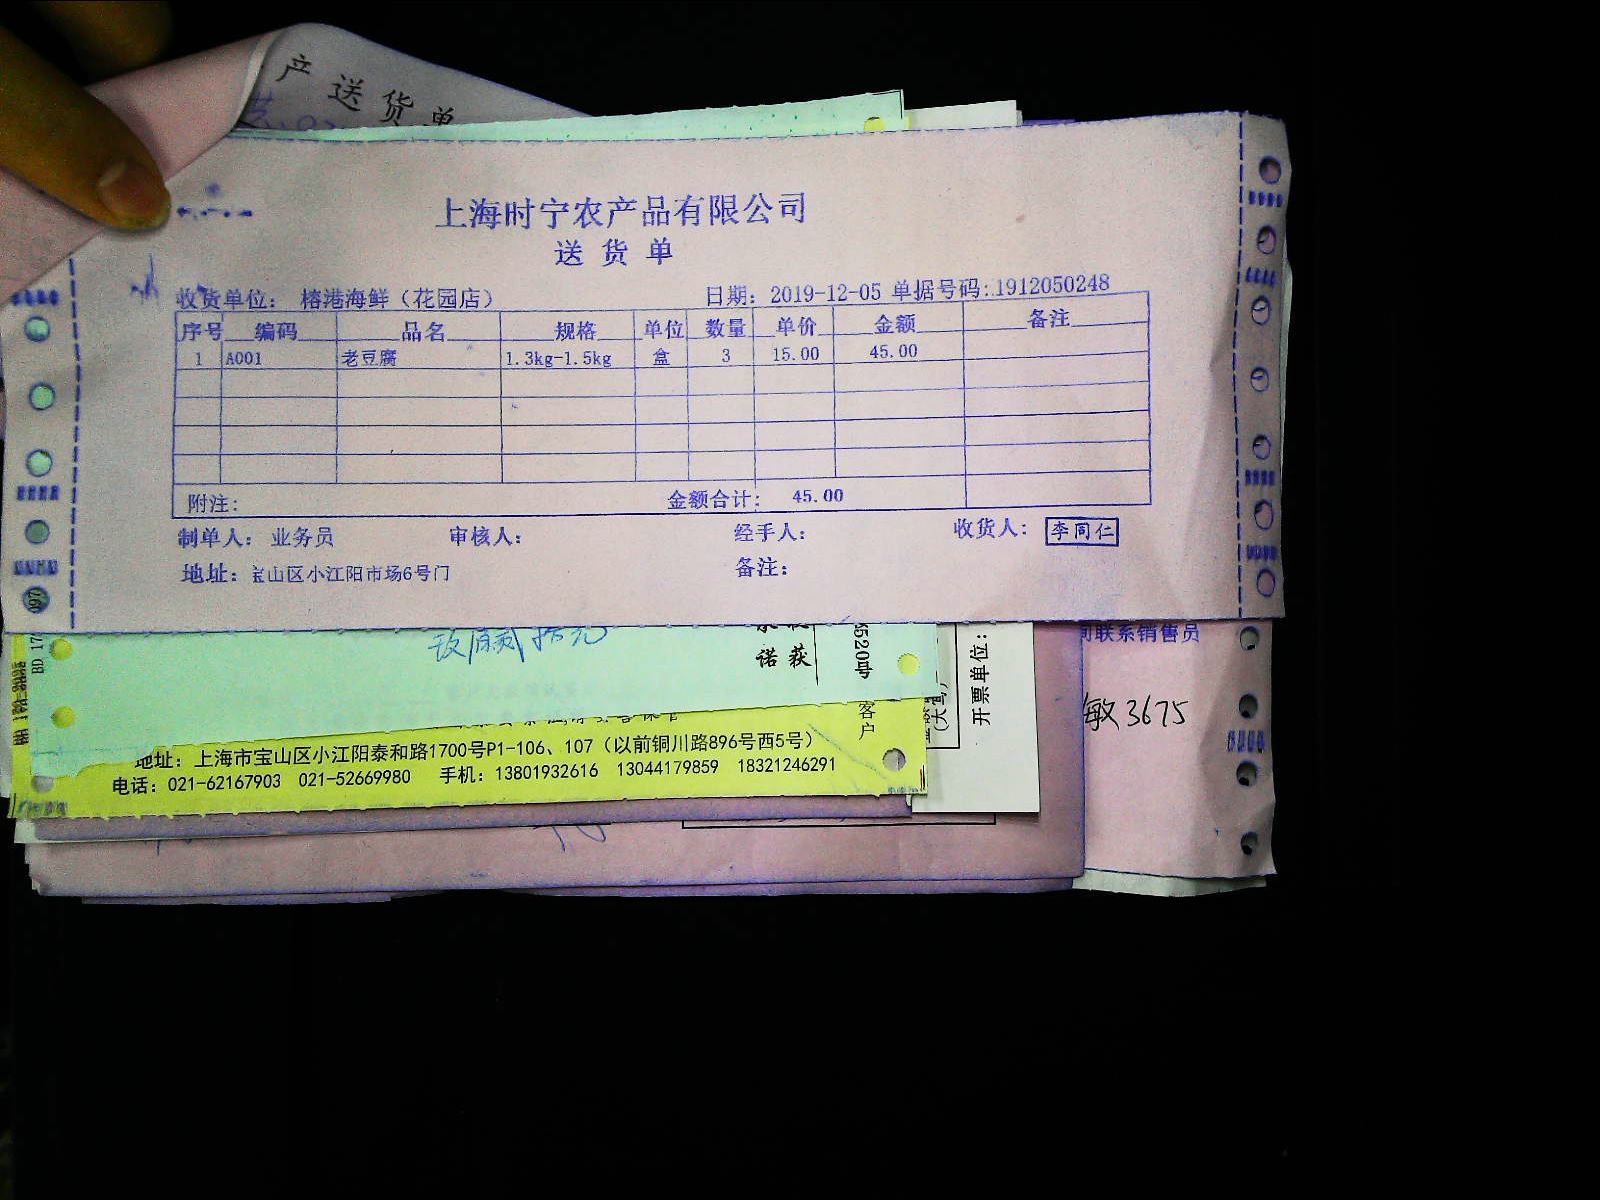 产送货单
上海时宁农产品有限公司
送货单
收货单位： 榕港海鲜（花园店） 日期：2019-12-05 单据号码:1912050248
序号 编码 品名 规格 单位 数量 单价 金额 备注
1 A001 老豆腐 1.3kg-1.5kg 盒 3 15.00 45.00
附注: 金额合计: 45.00
制单人： 业务员 审核人： 经手人： 收货人： 李同仁
地址：宝山区小江阳市场6号门 备注：
联系销售员
诺 获
520号
客户
开票单位：
敏3675
地址：上海市宝山区小江阳泰和路1700号P1-106、107（以前铜川路896号西5号）
电话：021-62167903 021-52669980 手机：13801932616 13044179859 18321246291